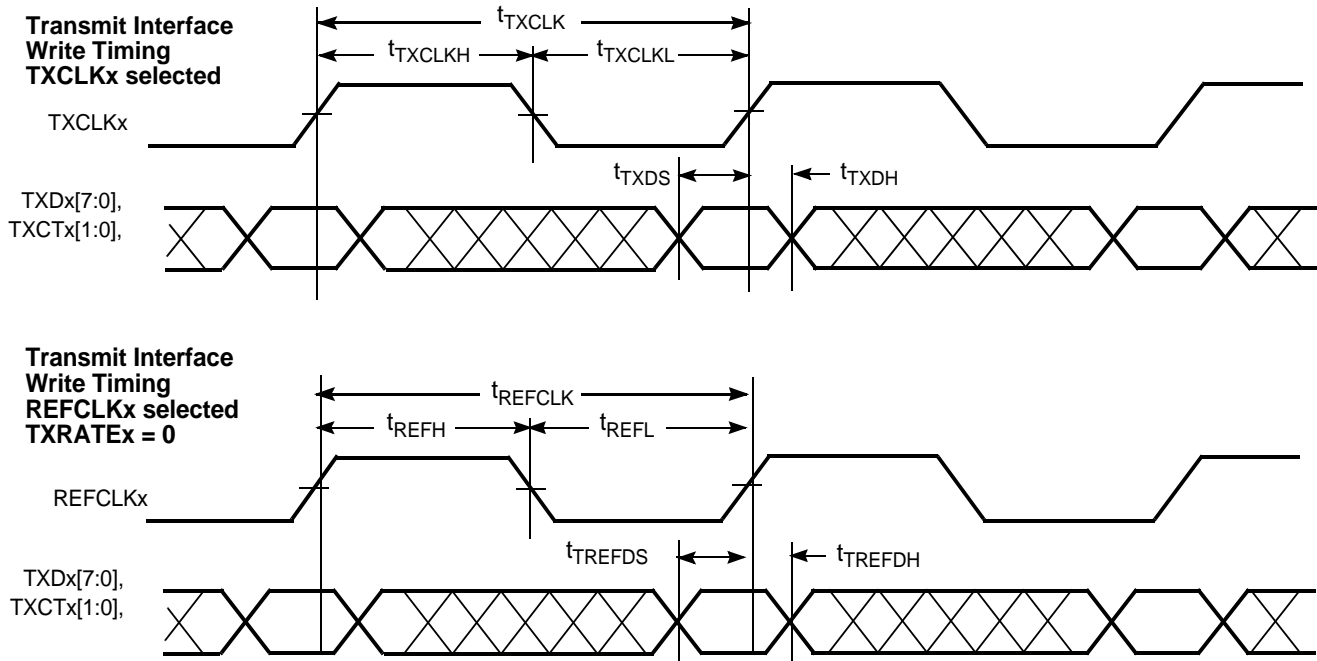 Transmit Interface
Write Timing
TXCLKx selected
tTXCLK
tTXCLKH
tTXCLKL
TXCLKx
tTXDS
tTXDH
TXDx[7:0],
TXCTx[1:0],
Transmit Interface
Write Timing
REFCLKx selected
TXRATEx = 0
tREFCLK
tREFH
tREFL
REFCLKx
tTREFDS
tTREFDH
TXDx[7:0],
TXCTx[1:0],